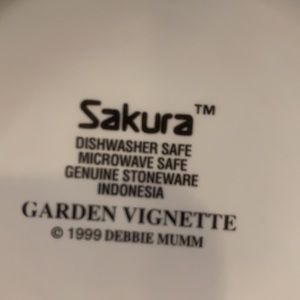 Sakura™
DISHWASHER SAFE
MICROWAVE SAFE
GENUINE STONEWARE
INDONESIA
GARDEN VIGNETTE
© 1999 DEBBIE MUMM